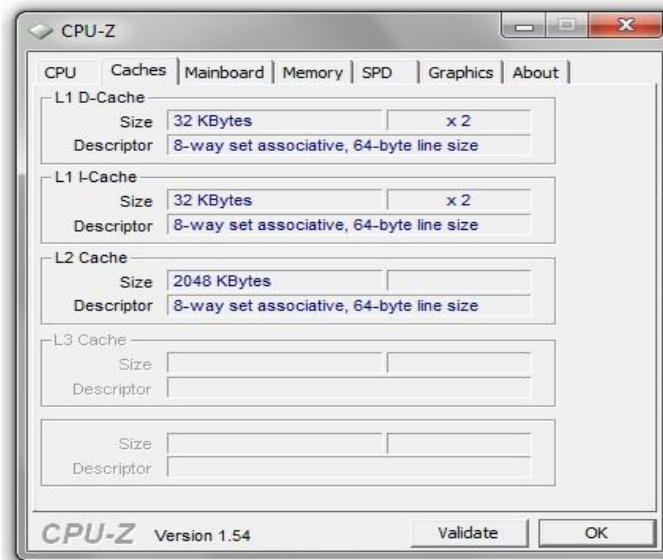 CPU-Z
CPU Caches Mainboard Memory SPD Graphics About
L1 D-Cache
Size 32 KBytes x 2
Descriptor 8-way set associative, 64-byte line size
L1 I-Cache
Size 32 KBytes x 2
Descriptor 8-way set associative, 64-byte line size
L2 Cache
Size 2048 KBytes
Descriptor 8-way set associative, 64-byte line size
L3 Cache
Size
Descriptor
Size
Descriptor
CPU-Z Version 1.54 Validate OK